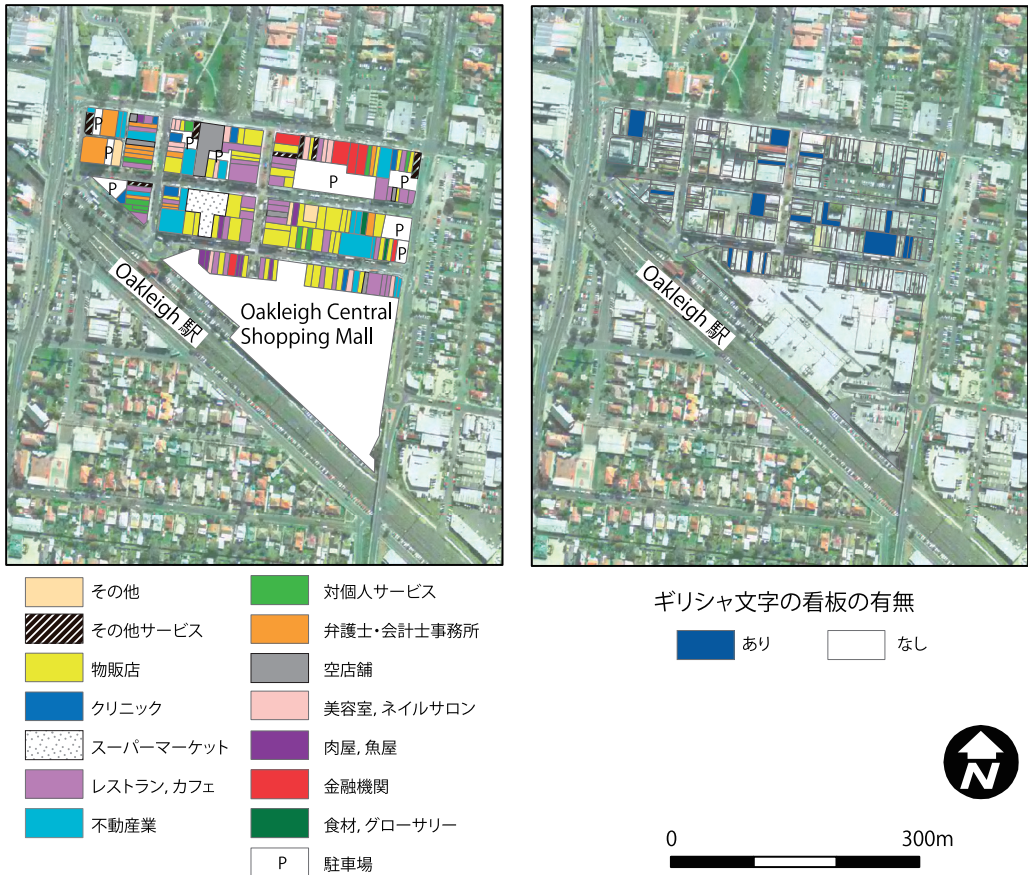 P
P
P
P
P
P
P
P
P
Oakleigh 駅
Oakleigh Central
Shopping Mall
Oakleigh 駅
その他
その他サービス
物販店
クリニック
スーパーマーケット
レストラン, カフェ
不動産業
対個人サービス
弁護士・会計士事務所
空店舗
美容室, ネイルサロン
肉屋, 魚屋
金融機関
食材, グローサリー
P 駐車場
ギリシャ文字の看板の有無
あり
なし
N
0 300m